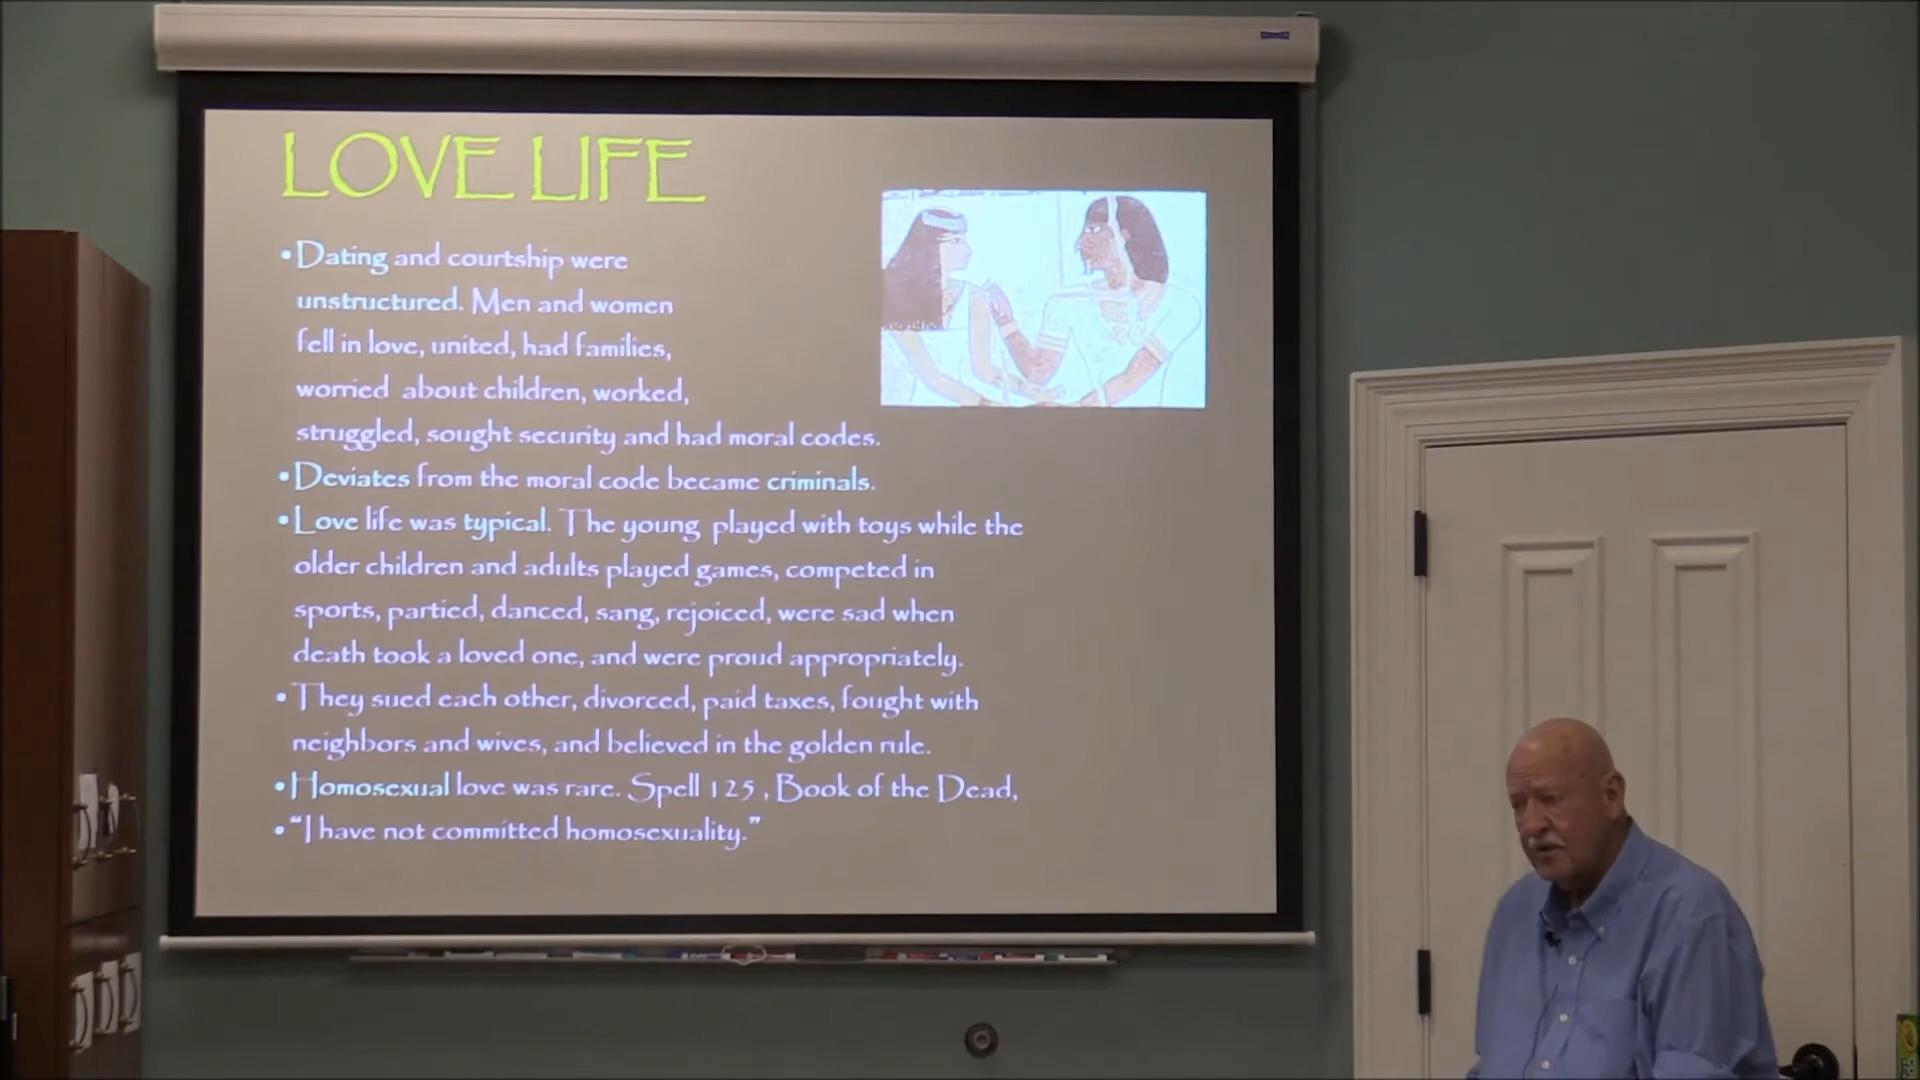 LOVE LIFE
• Dating and courtship were
unstructured. Men and women
fell in love, united, had families,
worried about children, worked,
struggled, sought security and had moral codes.
• Deviates from the moral code became criminals.
• Love life was typical. The young played with toys while the
older children and adults played games, competed in
sports, partied, danced, sang, rejoiced, were sad when
death took a loved one, and were proud appropriately.
• They sued each other, divorced, paid taxes, fought with
neighbors and wives, and believed in the golden rule.
• Homosexual love was rare. Spell 125 , Book of the Dead,
• “I have not committed homosexuality.”